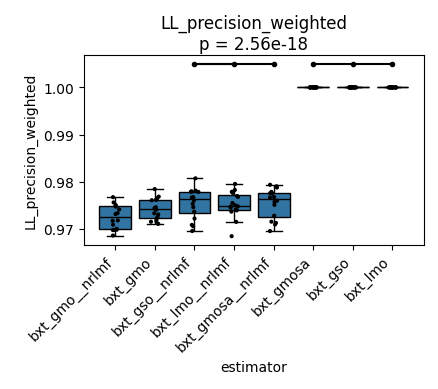 LL_precision_weighted
p = 2.56e-18
LL_precision_weighted
1.00
0.99
0.98
0.97
bxt_gmo__nrlmf
bxt_gmo
bxt_gso__nrlmf
bxt_lmo__nrlmf
bxt_gmosa__nrlmf
bxt_gmosa
bxt_gso
bxt_lmo
estimator